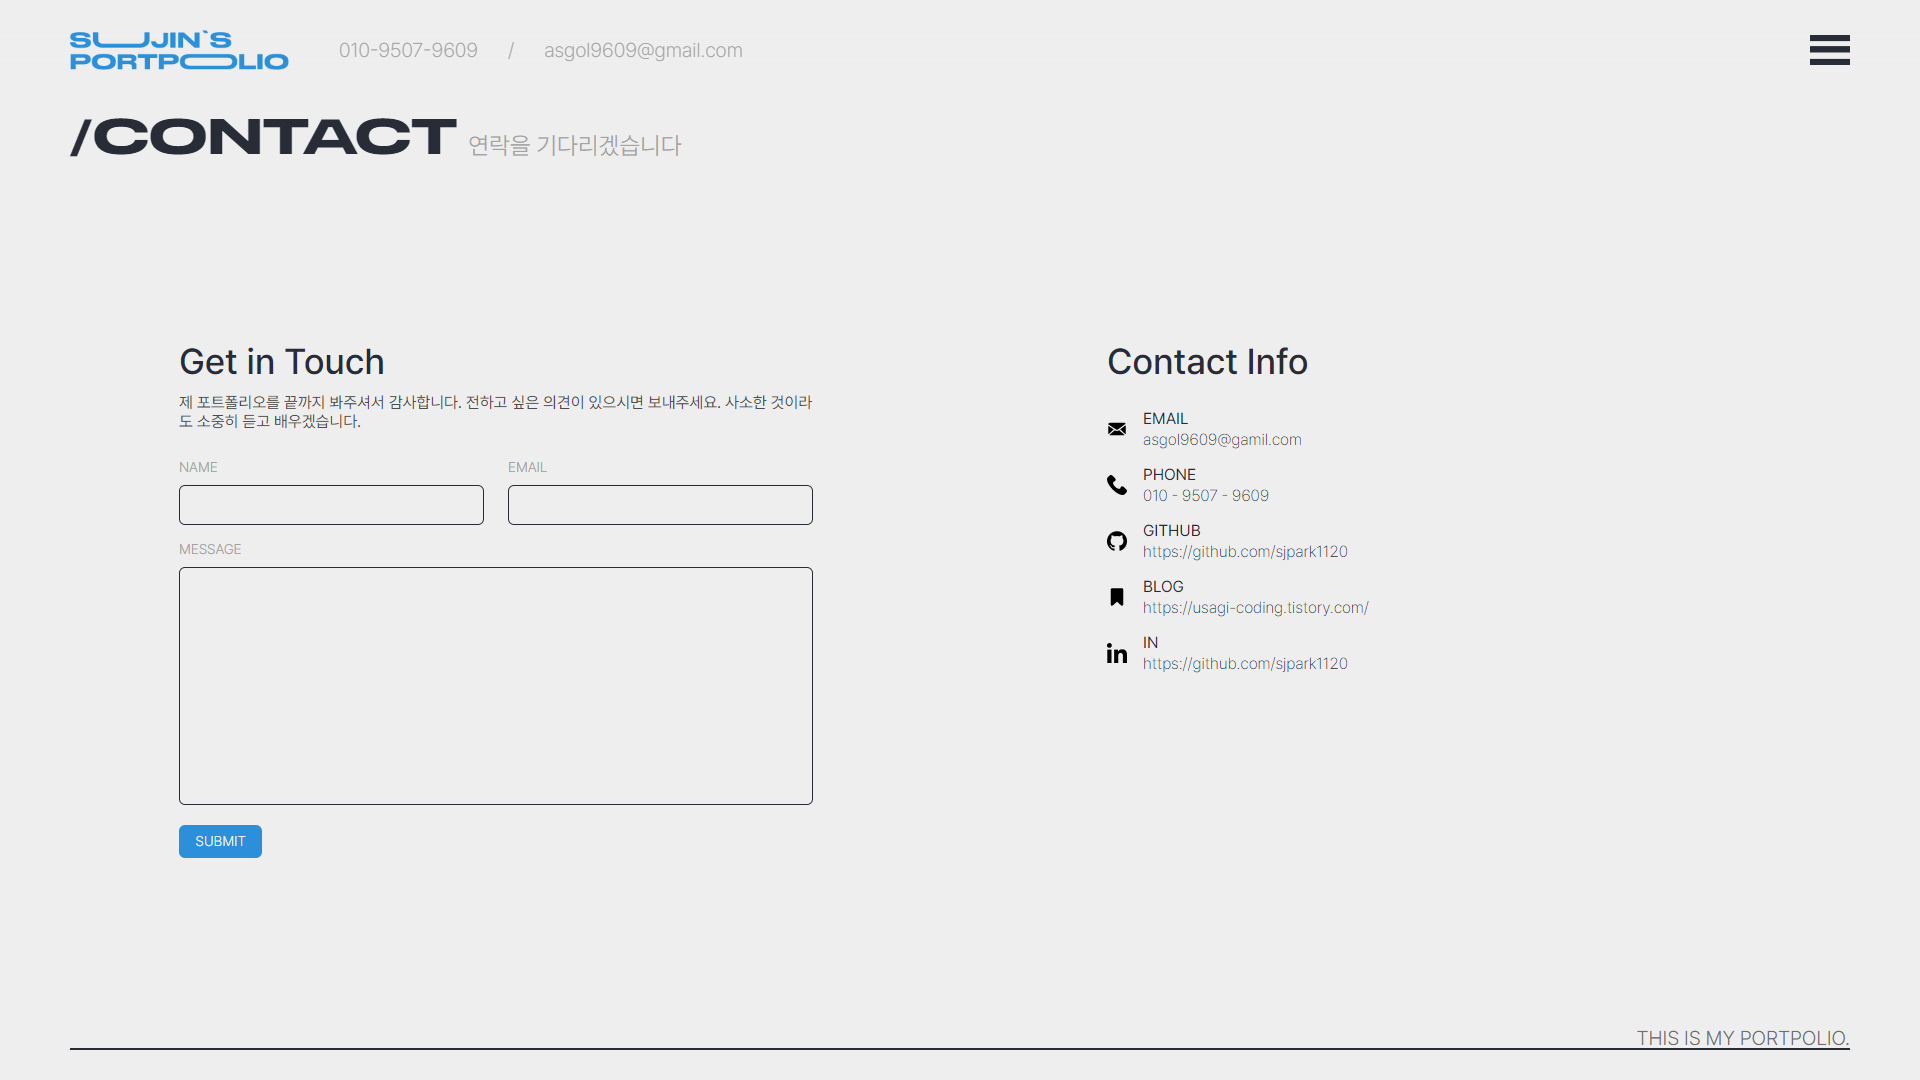 SUJIN`S
PORTPOOLIO
010-9507-9609 / asgol9609@gmail.com
/CONTACT 연락을 기다리겠습니다
Get in Touch
제 포트폴리오를 끝까지 봐주셔서 감사합니다. 전하고 싶은 의견이 있으시면 보내주세요. 사소한 것이라
도 소중히 듣고 배우겠습니다.
NAME
EMAIL
MESSAGE
SUBMIT
Contact Info
EMAIL
asgol9609@gamil.com
PHONE
010 - 9507 - 9609
GITHUB
https://github.com/sjpark1120
BLOG
https://usagi-coding.tistory.com/
IN
https://github.com/sjpark1120
THIS IS MY PORTPOLIO.